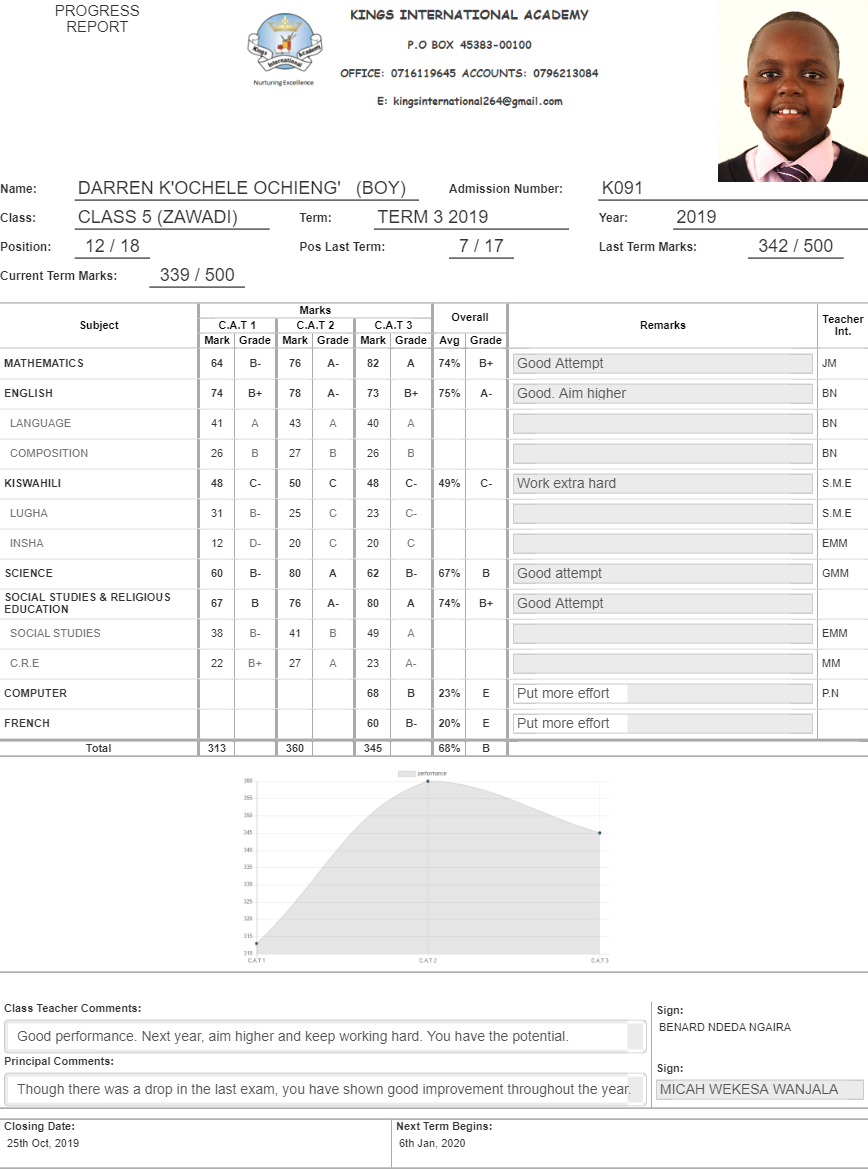 PROGRESS
REPORT
KINGS INTERNATIONAL ACADEMY
P.O BOX 45383-00100
OFFICE: 0716119645 ACCOUNTS: 0796213084
E: kingsinternational264@gmail.com
Kings Academy
International
Nurturing Excellence
Name: DARREN K'OCHELE OCHIENG' (BOY) Admission Number: K091
Class: CLASS 5 (ZAWADI) Term: TERM 3 2019 Year: 2019
Position: 12 / 18 Pos Last Term: 7 / 17 Last Term Marks: 342 / 500
Current Term Marks: 339 / 500
Subject Marks Overall Remarks Teacher Int.
C.A.T 1 C.A.T 2 C.A.T 3
Mark Grade Mark Grade Mark Grade Avg Grade
MATHEMATICS 64 B- 76 A- 82 A 74% B+ Good Attempt JM
ENGLISH 74 B+ 78 A- 73 B+ 75% A- Good. Aim higher BN
LANGUAGE 41 A 43 A 40 A BN
COMPOSITION 26 B 27 B 26 B BN
KISWAHILI 48 C- 50 C 48 C- 49% C- Work extra hard S.M.E
LUGHA 31 B- 25 C 23 C- S.M.E
INSHA 12 D- 20 C 20 C EMM
SCIENCE 60 B- 80 A 62 B- 67% B Good attempt GMM
SOCIAL STUDIES & RELIGIOUS
EDUCATION 67 B 76 A- 80 A 74% B+ Good Attempt
SOCIAL STUDIES 38 B- 41 B 49 A EMM
C.R.E 22 B+ 27 A 23 A- MM
COMPUTER 68 B 23% E Put more effort P.N
FRENCH 60 B- 20% E Put more effort
Total 313 360 345 68% B
performance
360
355
350
345
340
335
330
325
320
315
310
C.A.T 1 C.A.T 2 C.A.T 3
Class Teacher Comments:
Good performance. Next year, aim higher and keep working hard. You have the potential.
Sign:
BENARD NDEDA NGAIRA
Principal Comments:
Though there was a drop in the last exam, you have shown good improvement throughout the year.
Sign:
MICAH WEKESA WANJALA
Closing Date: Next Term Begins:
25th Oct, 2019 6th Jan, 2020